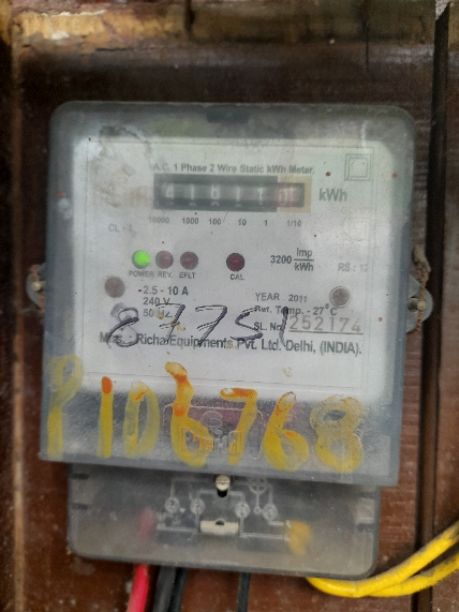 A.C. 1 Phase 2 Wire Static kWh Meter.
kWh
10000 1000 100 50 1 1/10
POWER REV. EFLT CAL
3200 Imp/kWh
-2.5 - 10 A
240 V
50 Hz
YEAR 2011
Ref. Temp. - 27°C
SL. No. 252174
87751
Richa Equipments Pvt. Ltd. Delhi, (INDIA).
P106768